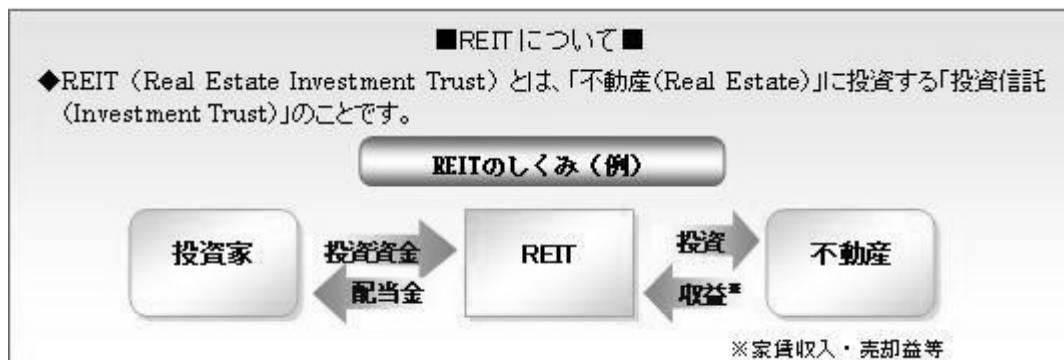 ■REITについて■
◆REIT（Real Estate Investment Trust）とは、「不動産(Real Estate)」に投資する「投資信託
(Investment Trust)」のことです。
REITのしくみ（例）
投資家
投資資金
配当金
REIT
投資
収益※
不動産
※家賃収入・売却益等